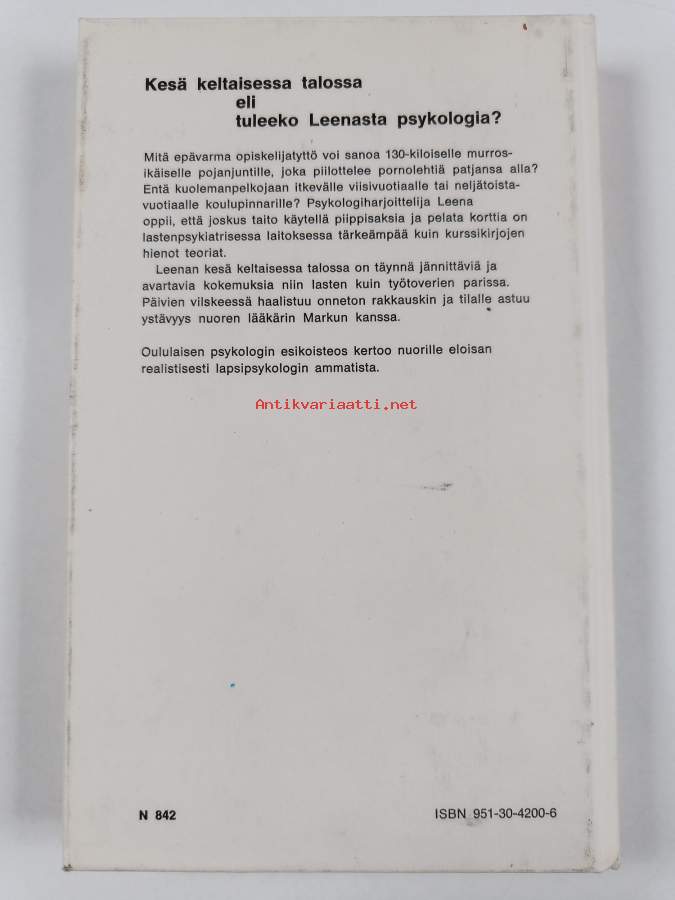 Kesä keltaisessa talossa
eli
tuleeko Leenasta psykologia?
Mitä epävarma opiskelijatyttö voi sanoa 130-kiloiselle murros-
ikäiselle pojanjuntille, joka piilottelee pornolehtiä patjansa alla?
Entä kuolemanpelkojaan itkevälle viisivuotiaalle tai neljätoista-
vuotiaalle koulupinnarille? Psykologiharjoittelija Leena
oppii, että joskus taito käytellä piippisaksia ja pelata korttia on
lastenpsykiatrisessa laitoksessa tärkeämpää kuin kurssikirjojen
hienot teoriat.
Leenan kesä keltaisessa talossa on täynnä jännittäviä ja
avartavia kokemuksia niin lasten kuin työtoverien parissa.
Päivien vilskeessä haalistuu onneton rakkauskin ja tilalle astuu
ystävyys nuoren lääkärin Markun kanssa.
Oululaisen psykologin esikoisteos kertoo nuorille eloisan
realistisesti lapsipsykologin ammatista.
Antikvariaatti.net
N 842
ISBN 951-30-4200-6